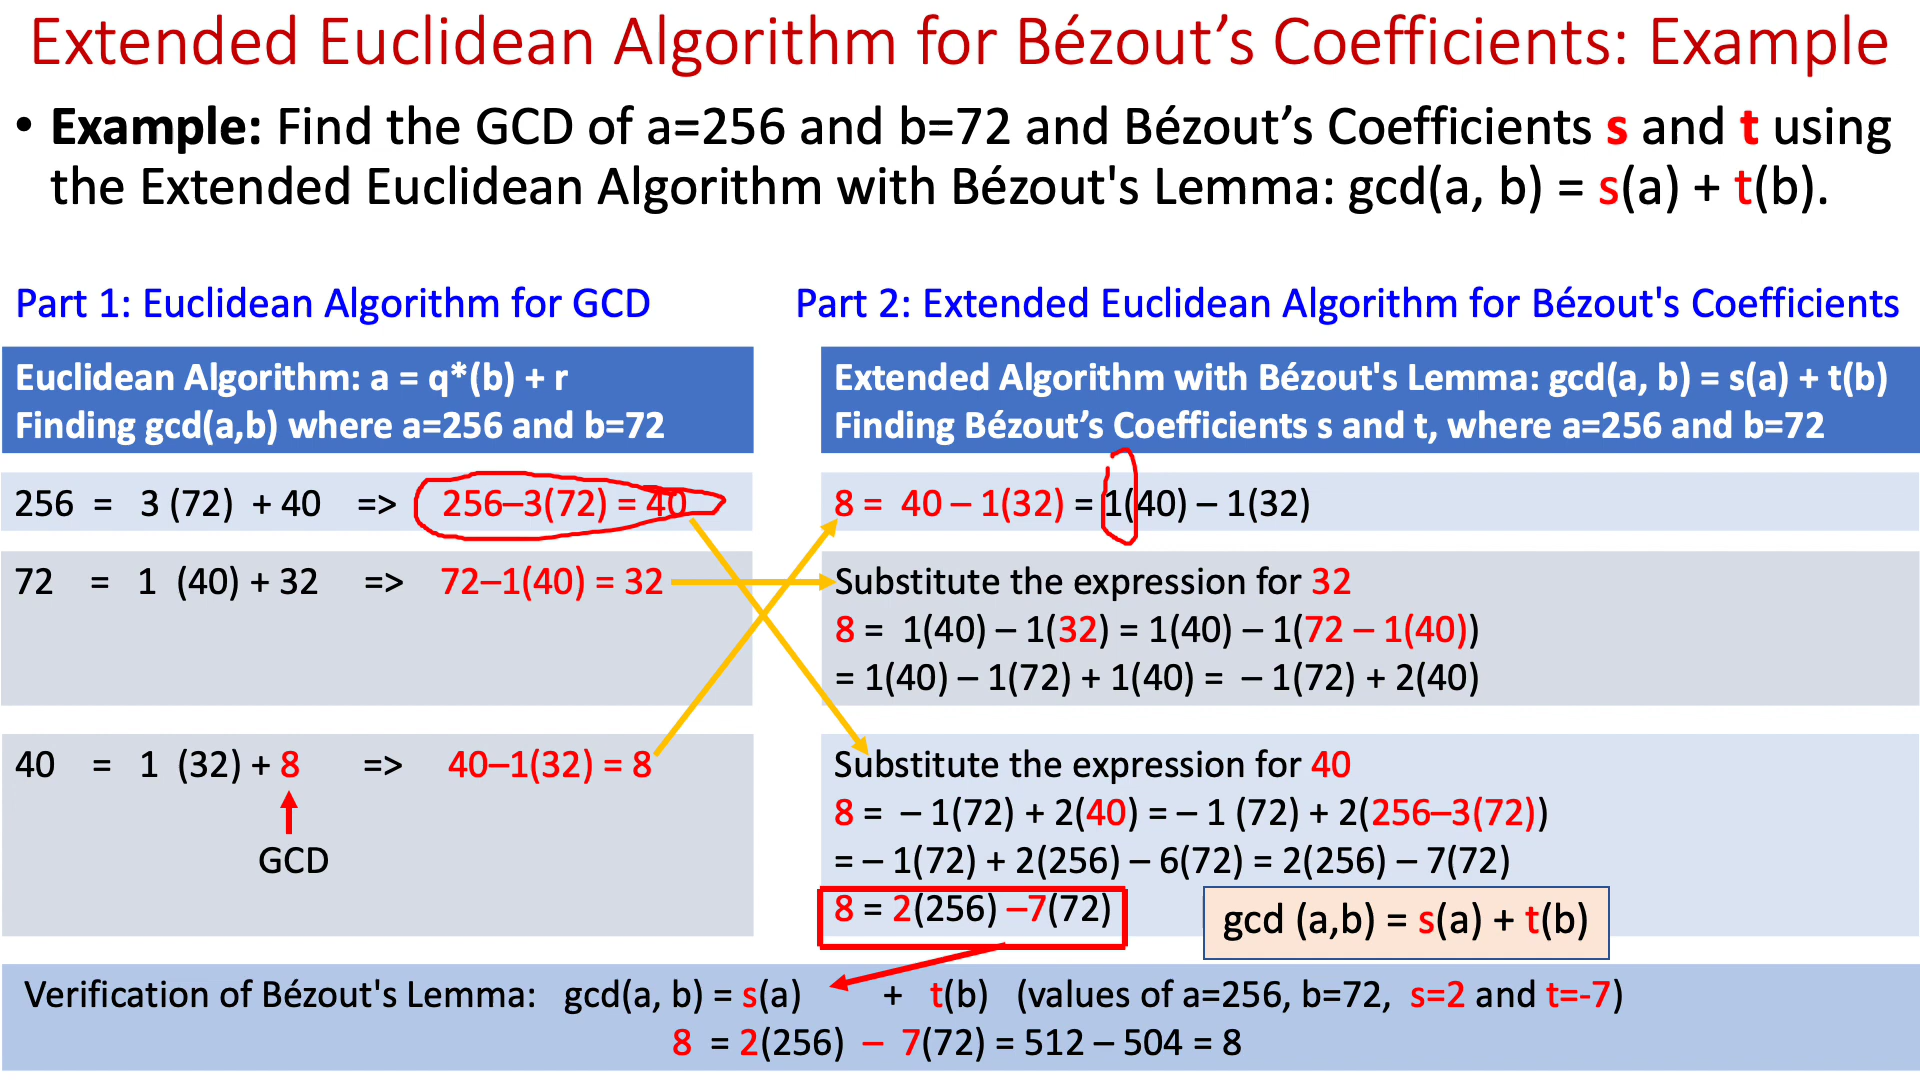 Extended Euclidean Algorithm for Bézout’s Coefficients: Example
• Example: Find the GCD of a=256 and b=72 and Bézout’s Coefficients s and t using
the Extended Euclidean Algorithm with Bézout's Lemma: gcd(a, b) = s(a) + t(b).
Part 1: Euclidean Algorithm for GCD
Euclidean Algorithm: a = q*(b) + r
Finding gcd(a,b) where a=256 and b=72
256 = 3 (72) + 40 => 256–3(72) = 40
72 = 1 (40) + 32 => 72–1(40) = 32
40 = 1 (32) + 8 => 40–1(32) = 8
GCD
Part 2: Extended Euclidean Algorithm for Bézout's Coefficients
Extended Algorithm with Bézout's Lemma: gcd(a, b) = s(a) + t(b)
Finding Bézout’s Coefficients s and t, where a=256 and b=72
8 = 40 – 1(32) = 1(40) – 1(32)
Substitute the expression for 32
8 = 1(40) – 1(32) = 1(40) – 1(72 – 1(40))
= 1(40) – 1(72) + 1(40) = – 1(72) + 2(40)
Substitute the expression for 40
8 = – 1(72) + 2(40) = – 1 (72) + 2(256–3(72))
= – 1(72) + 2(256) – 6(72) = 2(256) – 7(72)
8 = 2(256) –7(72)
gcd (a,b) = s(a) + t(b)
Verification of Bézout's Lemma: gcd(a, b) = s(a) + t(b) (values of a=256, b=72, s=2 and t=-7)
8 = 2(256) – 7(72) = 512 – 504 = 8